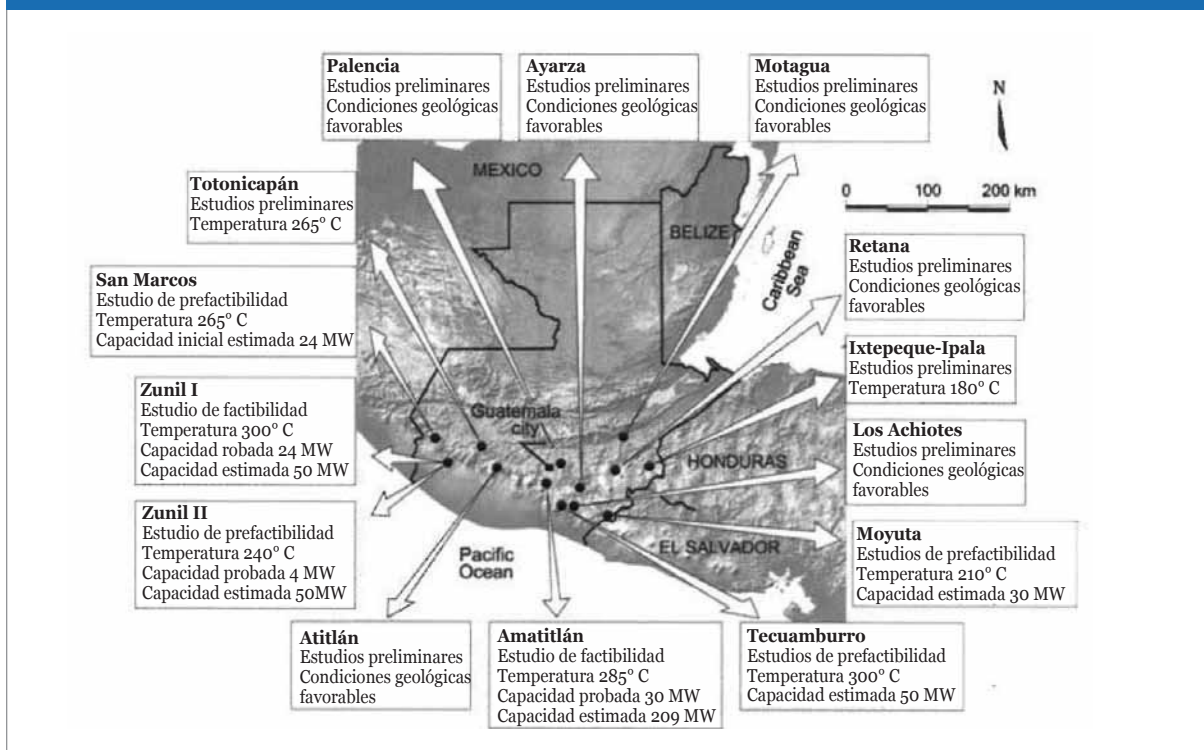 Palencia
Estudios preliminares
Condiciones geológicas
favorables
Ayarza
Estudios preliminares
Condiciones geológicas
favorables
Motagua
Estudios preliminares
Condiciones geológicas
favorables
N
0 100 200 km
Totonicapán
Estudios preliminares
Temperatura 265° C
San Marcos
Estudio de prefactibilidad
Temperatura 265° C
Capacidad inicial estimada 24 MW
Zunil I
Estudio de factibilidad
Temperatura 300° C
Capacidad robada 24 MW
Capacidad estimada 50 MW
Zunil II
Estudio de prefactibilidad
Temperatura 240° C
Capacidad probada 4 MW
Capacidad estimada 50MW
MEXICO
BELIZE
Caribbean
Sea
Guatemala
city
HONDURAS
EL SALVADOR
Pacific
Ocean
Retana
Estudios preliminares
Condiciones geológicas
favorables
Ixtepeque-Ipala
Estudios preliminares
Temperatura 180° C
Los Achiotes
Estudios preliminares
Condiciones geológicas
favorables
Moyuta
Estudios de prefactibilidad
Temperatura 210° C
Capacidad estimada 30 MW
Atitlán
Estudios preliminares
Condiciones geológicas
favorables
Amatitlán
Estudio de factibilidad
Temperatura 285° C
Capacidad probada 30 MW
Capacidad estimada 209 MW
Tecuamburro
Estudios de prefactibilidad
Temperatura 300° C
Capacidad estimada 50 MW